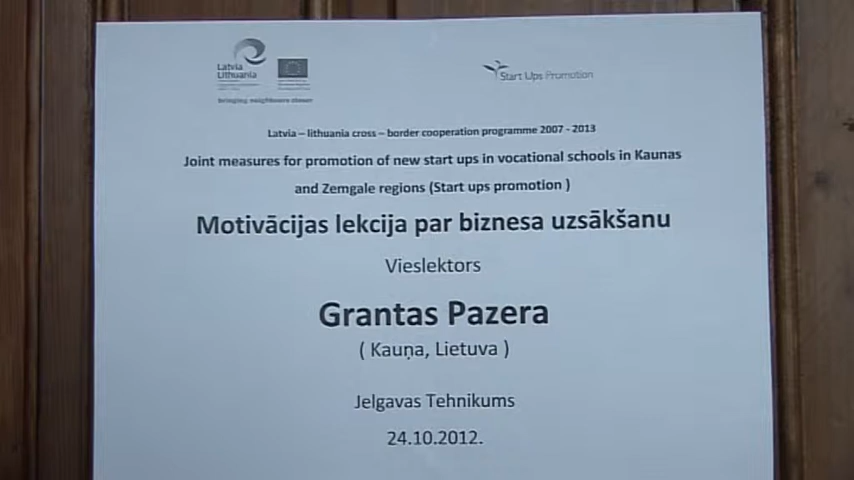 Latvia
Lithuania
Bringing neighbours closer
Start Ups Promotion
Latvia – lithuania cross – border cooperation programme 2007 - 2013
Joint measures for promotion of new start ups in vocational schools in Kaunas
and Zemgale regions (Start ups promotion )
Motivācijas lekcija par biznesa uzsākšanu
Vieslektors
Grantas Pazera
( Kauņa, Lietuva )
Jelgavas Tehnikums
24.10.2012.